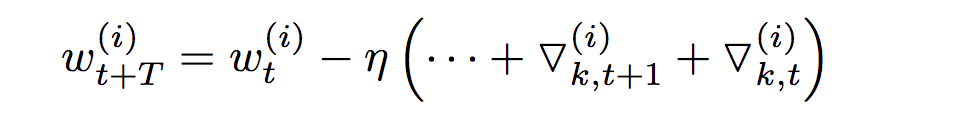 w_{t+T}^{(i)} = w_t^{(i)} − η ( ⋯ + ▽_{k,t+1}^{(i)} + ▽_{k,t}^{(i)} )